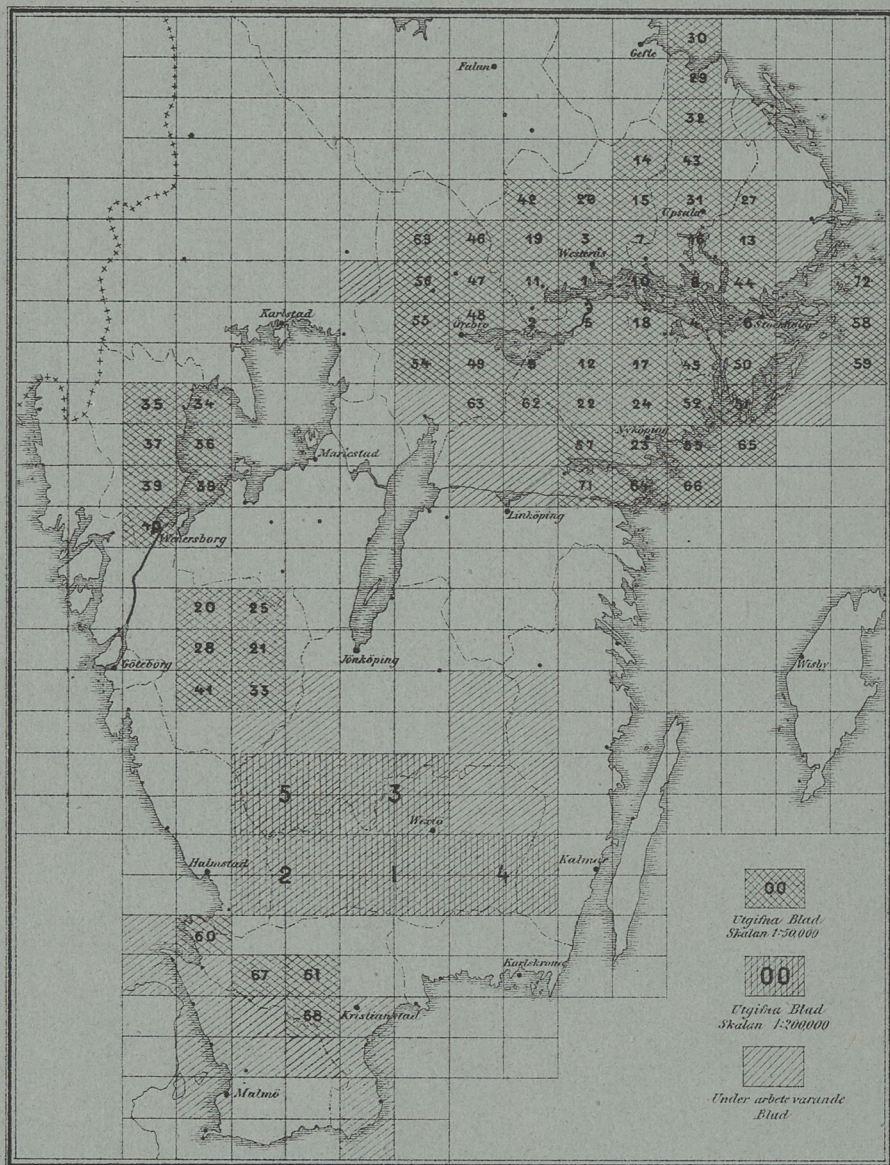 30
Gefle
Falun
29
32
14 43
42 26 15 31 27
Upsala
69 46 19 3 7 16 13
Westerås
56 47 11 1 10 8 44 72
Karlstad
55 48 2 5 18 4 6 Stockholm 58
Örebro
54 49 9 12 17 45 50 59
35 34 63 62 22 24 52 51
Nyköping
37 36 57 23 53 65
Mariestad
39 38 71 64 66
Linköping
40
Wenersborg
20 25
28 21
Göteborg
Jönköping
Wisby
41 33
5 3
Wexiö
Halmstad
Kalmar
2 1 4
00
Utgifna Blad
Skalan 1:50,000
60
Karlskrona
67 61
00
Utgifna Blad
Skalan 1:200,000
68 Kristianstad
Malmö
Under arbete varande
Blad